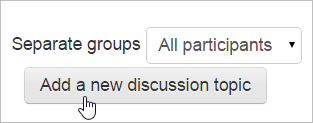 Separate groups All participants
Add a new discussion topic